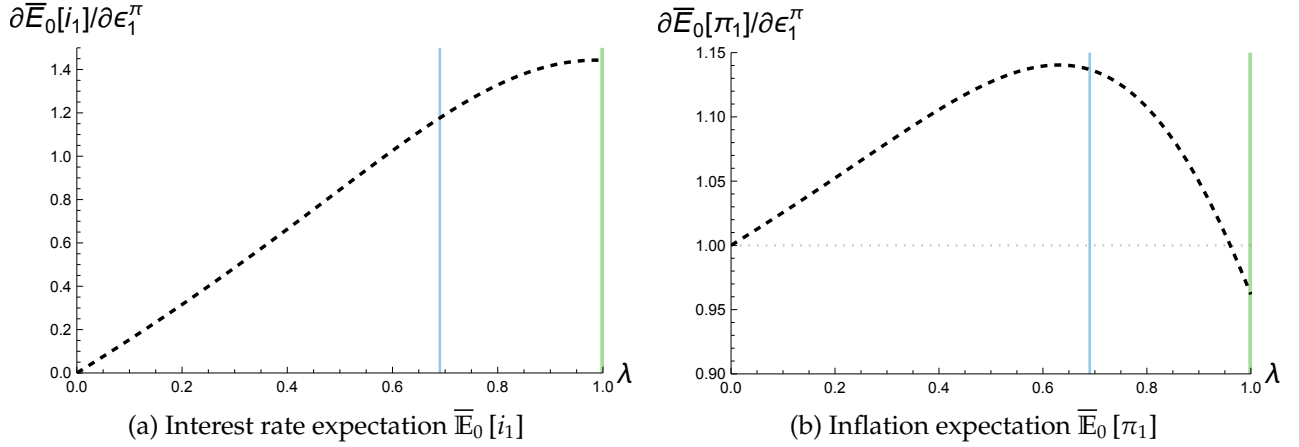 ∂E̅₀[i₁]/∂ϵ₁^π
1.4
1.2
1.0
0.8
0.6
0.4
0.2
0.0
0.0 0.2 0.4 0.6 0.8 1.0 λ
(a) Interest rate expectation 𝔼̅₀ [i₁]
∂E̅₀[π₁]/∂ϵ₁^π
1.15
1.10
1.05
1.00
0.95
0.90
0.0 0.2 0.4 0.6 0.8 1.0 λ
(b) Inflation expectation 𝔼̅₀ [π₁]